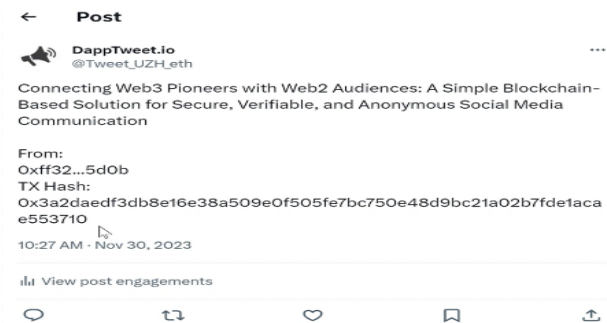 Post
DappTweet.io
@Tweet_UZH_eth
Connecting Web3 Pioneers with Web2 Audiences: A Simple Blockchain-
Based Solution for Secure, Verifiable, and Anonymous Social Media
Communication
From:
0xff32...5d0b
TX Hash:
0x3a2daedf3db8e16e38a509e0f505fe7bc750e48d9bc21a02b7fde1aca
e553710
10:27 AM · Nov 30, 2023
View post engagements